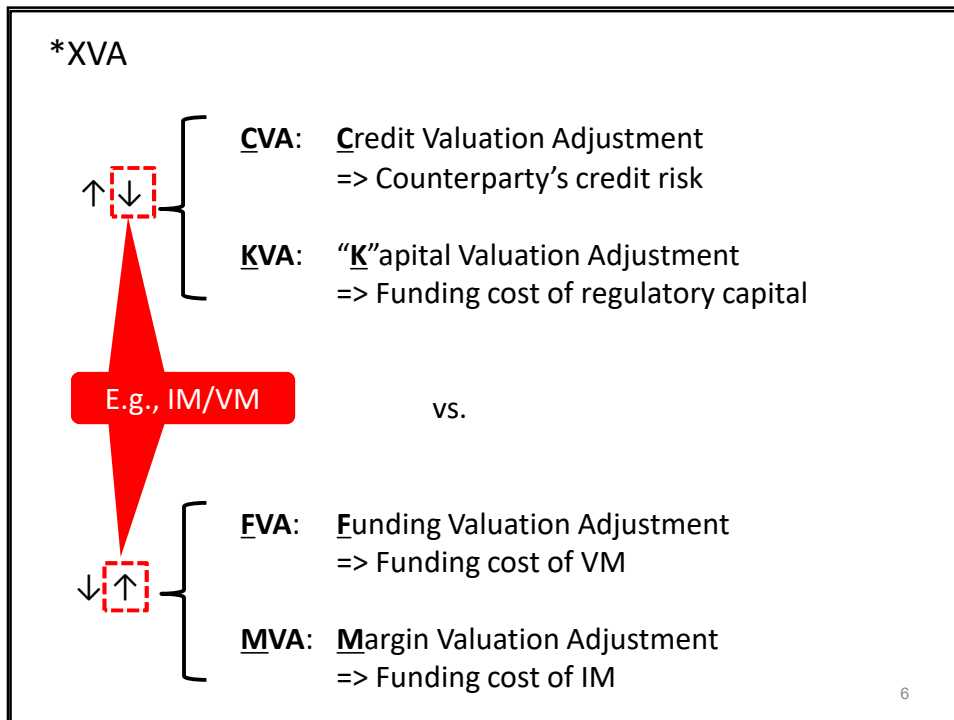 *XVA
CVA: Credit Valuation Adjustment
=> Counterparty's credit risk
↑ ↓
KVA: “K”apital Valuation Adjustment
=> Funding cost of regulatory capital
E.g., IM/VM
vs.
FVA: Funding Valuation Adjustment
=> Funding cost of VM
↓ ↑
MVA: Margin Valuation Adjustment
=> Funding cost of IM
6